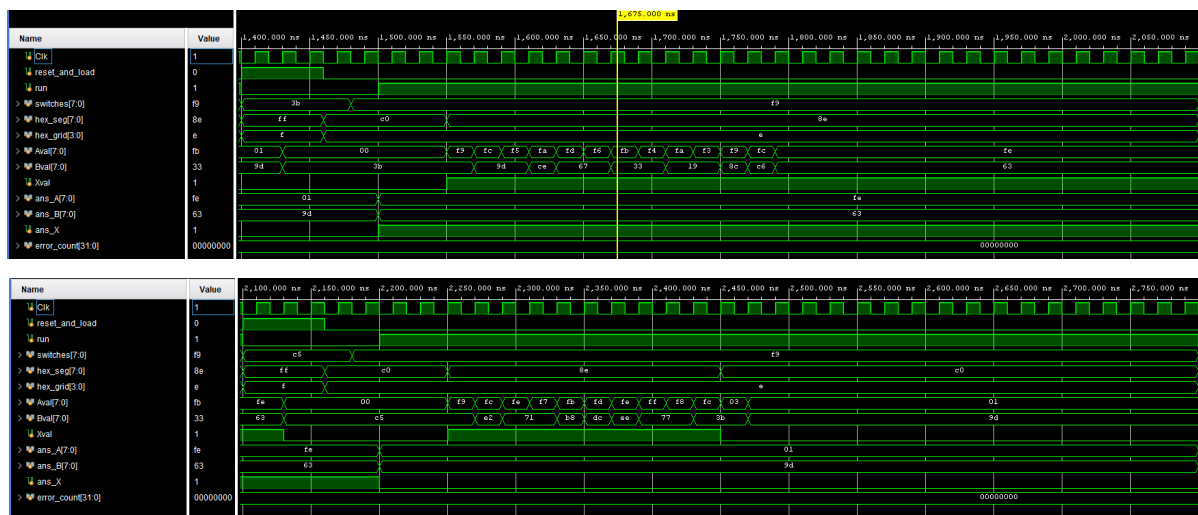 1,675.000 ns
Name Value 1,400.000 ns 1,450.000 ns 1,500.000 ns 1,550.000 ns 1,600.000 ns 1,650.000 ns 1,700.000 ns 1,750.000 ns 1,800.000 ns 1,850.000 ns 1,900.000 ns 1,950.000 ns 2,000.000 ns 2,050.000 ns
Clk 1
reset_and_load 0
run 1
switches[7:0] f9 3b f9
hex_seg[7:0] 8e ff c0 8e
hex_grid[3:0] e f e
Aval[7:0] fb 01 00 f9 fc f5 fa fd f6 fb f4 fa f3 f9 fc fe
Bval[7:0] 33 9d 3b 9d ce 67 33 19 8c c6 63
Xval 1
ans_A[7:0] fe 01 fe
ans_B[7:0] 63 9d 63
ans_X 1
error_count[31:0] 00000000 00000000
Name Value 2,100.000 ns 2,150.000 ns 2,200.000 ns 2,250.000 ns 2,300.000 ns 2,350.000 ns 2,400.000 ns 2,450.000 ns 2,500.000 ns 2,550.000 ns 2,600.000 ns 2,650.000 ns 2,700.000 ns 2,750.000 ns
Clk 1
reset_and_load 0
run 1
switches[7:0] f9 c5 f9
hex_seg[7:0] 8e ff c0 8e c0
hex_grid[3:0] e f e
Aval[7:0] fb fe 00 f9 fc fe f7 fb fd fe ff f8 fc 03 01
Bval[7:0] 33 63 c5 e2 71 b8 dc ee 77 3b 9d
Xval 1
ans_A[7:0] fe fe 01
ans_B[7:0] 63 63 9d
ans_X 1
error_count[31:0] 00000000 00000000